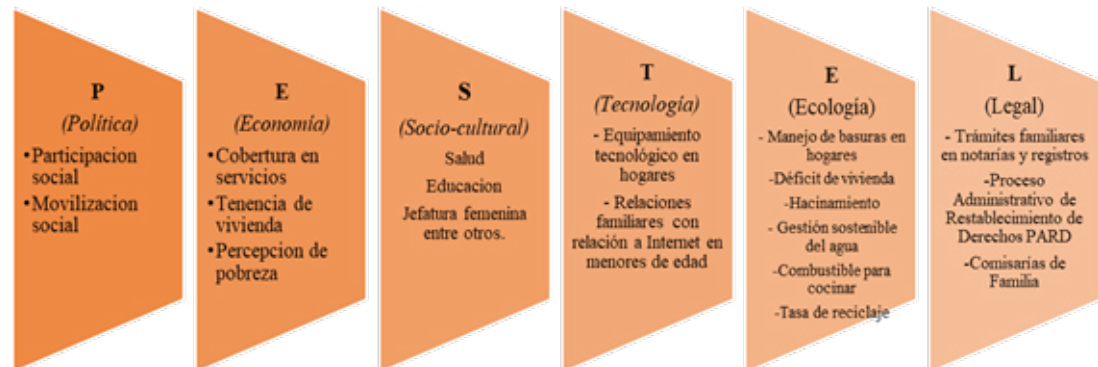 P
(Política)
•Participacion
social
•Movilizacion
social
E
(Economía)
•Cobertura en
servicios
•Tenencia de
vivienda
•Percepcion de
pobreza
S
(Socio-cultural)
Salud
Educacion
Jefatura femenina
entre otros.
T
(Tecnología)
- Equipamiento
tecnológico en
hogares
- Relaciones
familiares con
relación a Internet en
menores de edad
E
(Ecología)
- Manejo de basuras en
hogares
-Déficit de vivienda
-Hacinamiento
- Gestión sostenible
del agua
-Combustible para
cocinar
-Tasa de reciclaje
L
(Legal)
- Trámites familiares
en notarías y registros
-Proceso
Administrativo de
Restablecimiento de
Derechos PARD
-Comisarías de
Familia